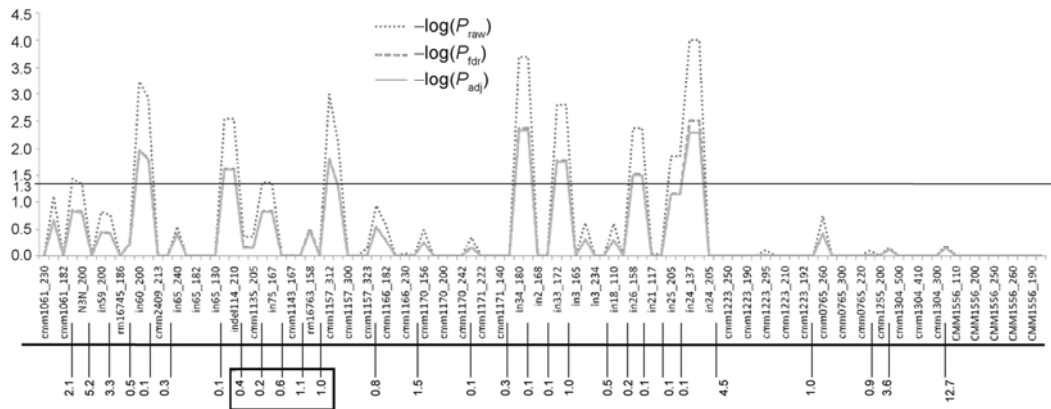 4.5
4.0
3.5
3.0
2.5
2.0
1.5
1.3
1.0
0.5
0.0
–log(Praw)
–log(Pfdr)
–log(Padj)
cmm1061_230
cmm1061_182
N3N_200
in59_200
rm16745_186
in60_200
cmm2409_213
in65_240
in65_182
in65_130
indel114_210
cmm1135_205
in75_167
cmm1143_167
rm16763_158
cmm1157_312
cmm1157_300
cmm1157_323
cmm1166_182
cmm1166_230
cmm1170_156
cmm1170_200
cmm1170_242
cmm1171_222
cmm1171_140
in34_180
in2_168
in33_172
in3_165
in3_234
in18_110
in26_158
in21_117
in25_205
in24_137
in24_205
cmm1223_250
cmm1223_190
cmm1223_295
cmm1223_210
cmm1223_192
cmm0765_260
cmm0765_300
cmm0765_220
cmm1255_200
cmm1304_500
cmm1304_410
cmm1304_300
CMM1556_110
CMM1556_200
CMM1556_250
CMM1556_260
CMM1556_190
2.1
5.2
3.3
0.5
0.1
0.3
0.1
0.4
0.2
0.6
1.1
1.0
0.8
1.5
0.1
0.3
0.1
0.1
1.0
0.5
0.2
0.1
0.1
0.1
4.5
1.0
0.9
3.6
12.7